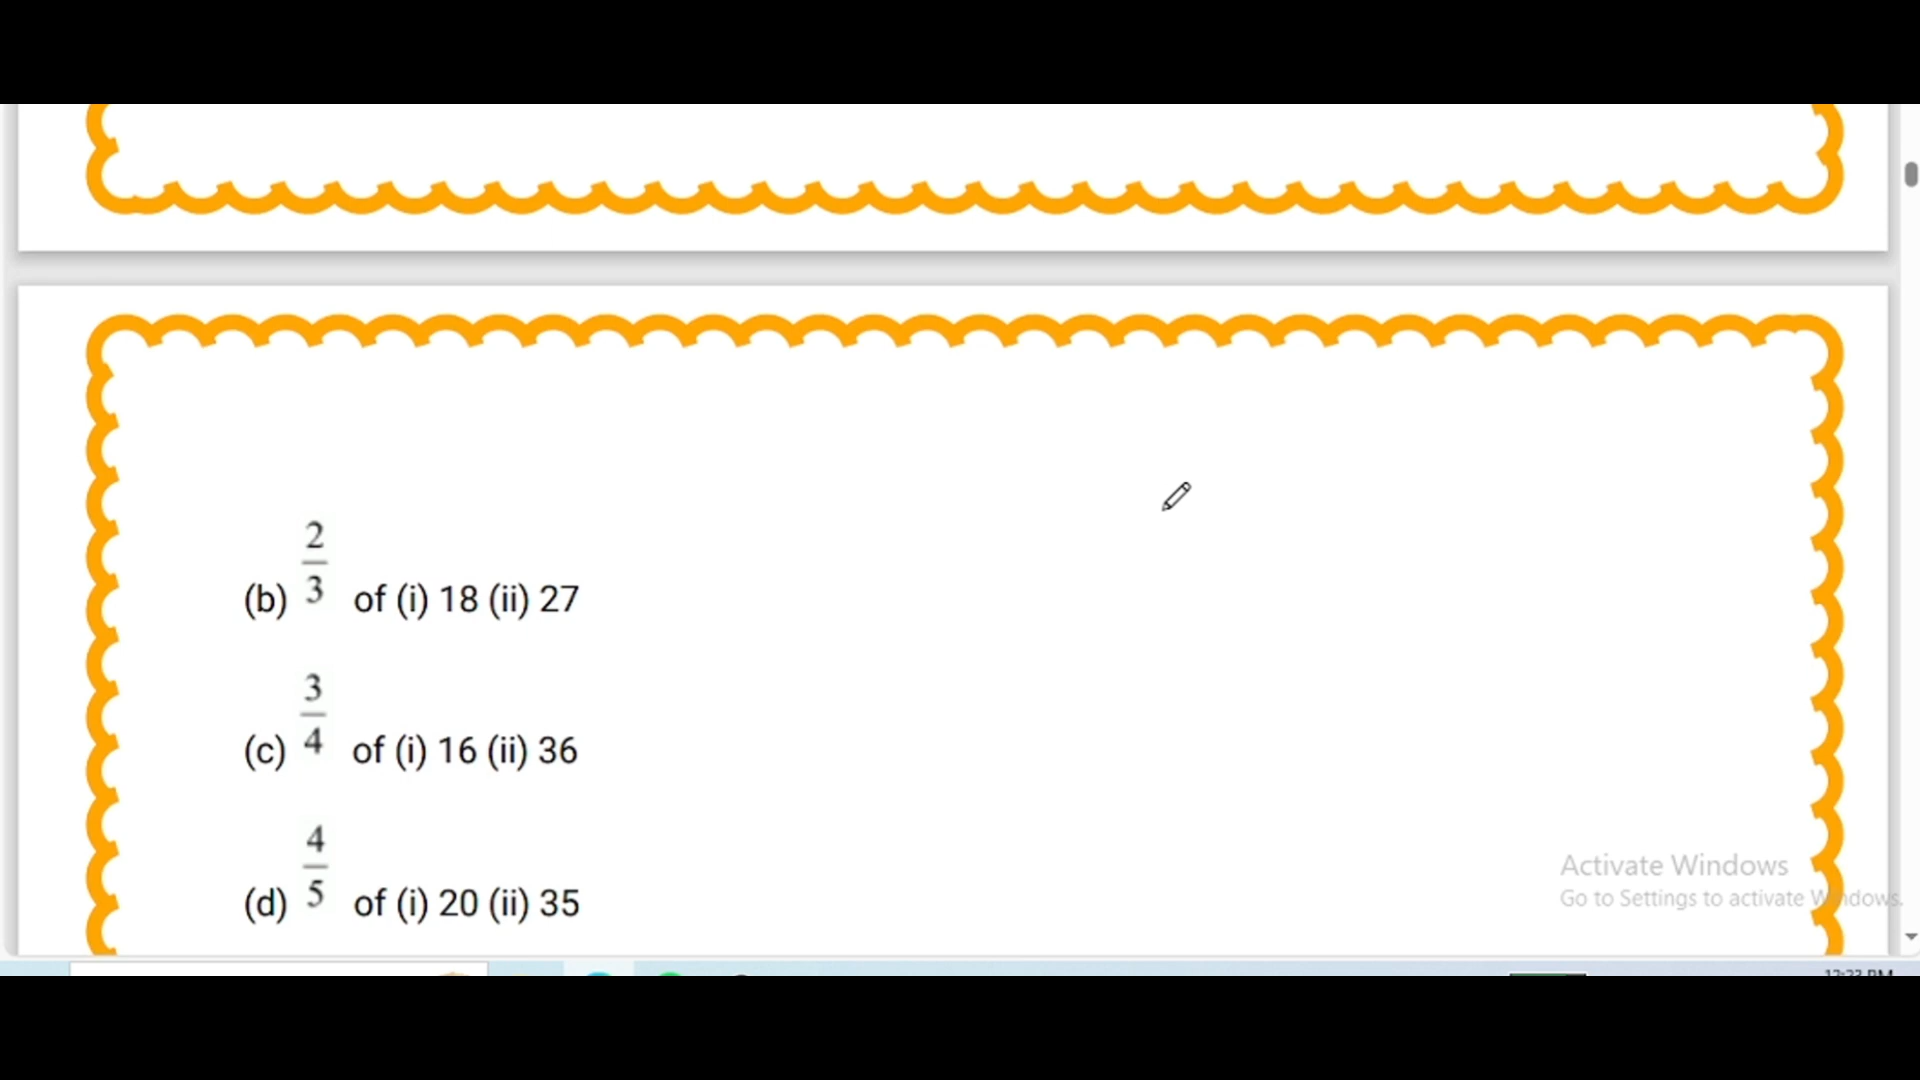 (b) 2/3 of (i) 18 (ii) 27
(c) 3/4 of (i) 16 (ii) 36
(d) 4/5 of (i) 20 (ii) 35
Activate Windows
Go to Settings to activate Windows.